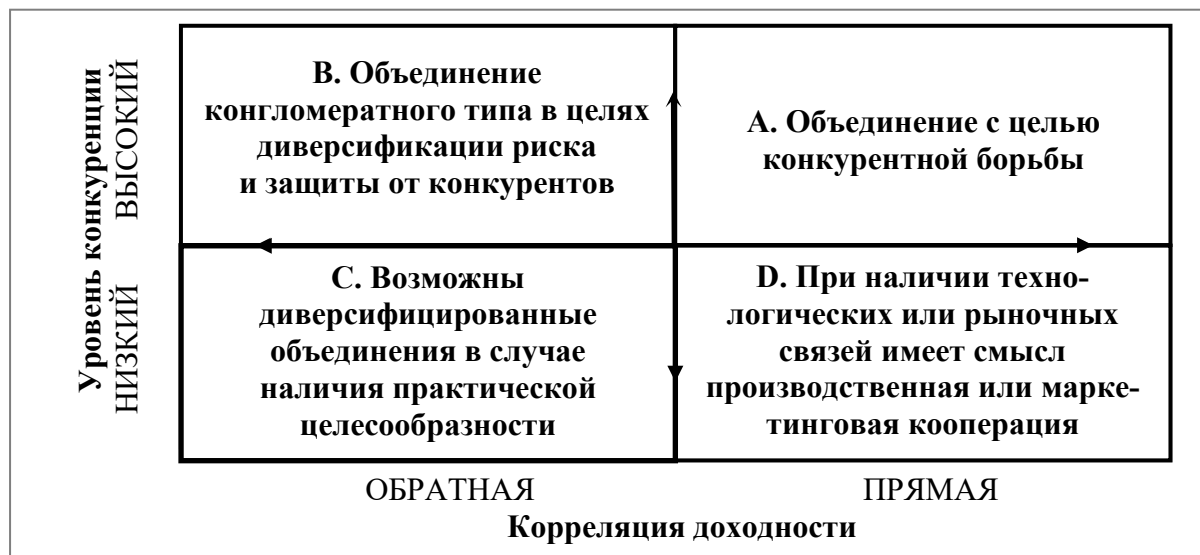 Уровень конкуренции
НИЗКИЙ ВЫСОКИЙ
B. Объединение
конгломератного типа в целях
диверсификации риска
и защиты от конкурентов
A. Объединение с целью
конкурентной борьбы
C. Возможны
диверсифицированные
объединения в случае
наличия практической
целесообразности
D. При наличии техно-
логических или рыночных
связей имеет смысл
производственная или марке-
тинговая кооперация
ОБРАТНАЯ ПРЯМАЯ
Корреляция доходности